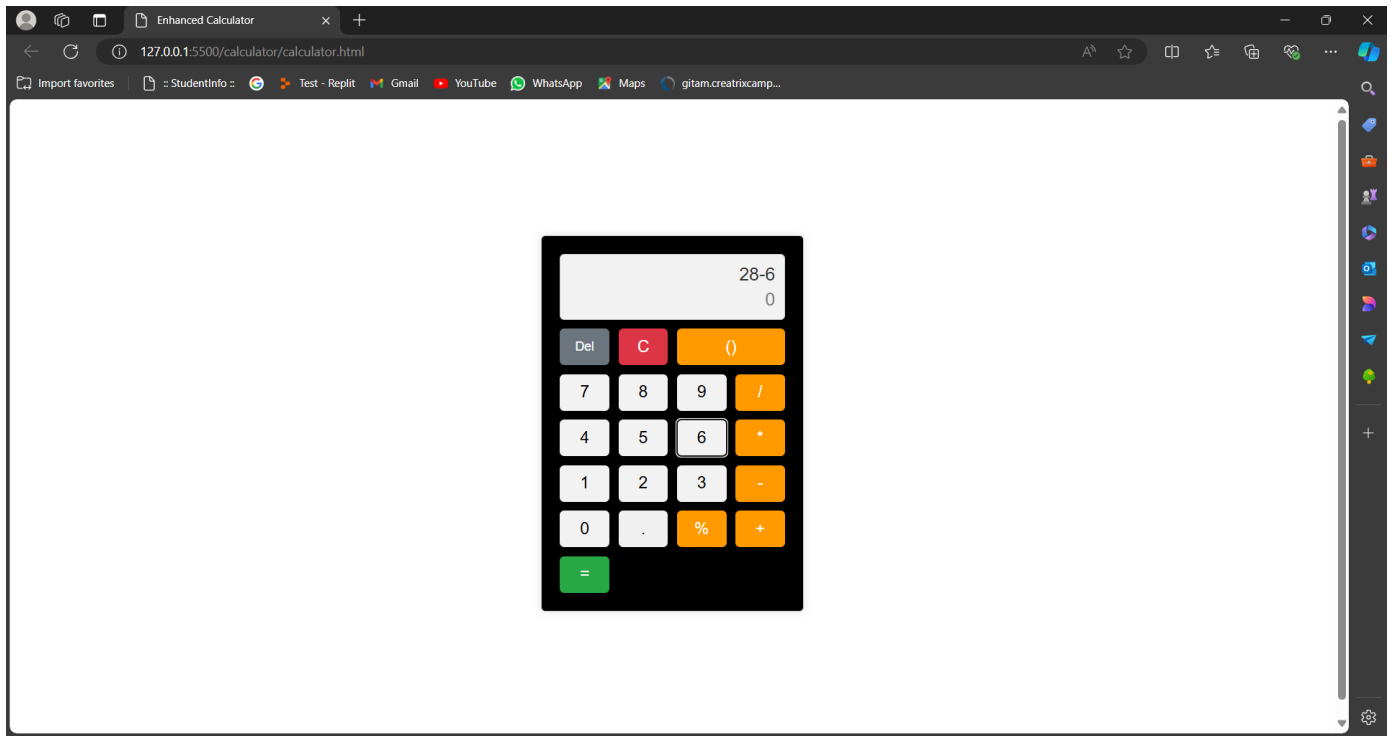 Enhanced Calculator
127.0.0.1:5500/calculator/calculator.html
Import favorites :: StudentInfo :: Test - Replit Gmail YouTube WhatsApp Maps gitam.creatrixcamp...
28-6
0
Del C ()
7 8 9 /
4 5 6 *
1 2 3 -
0 . % +
=